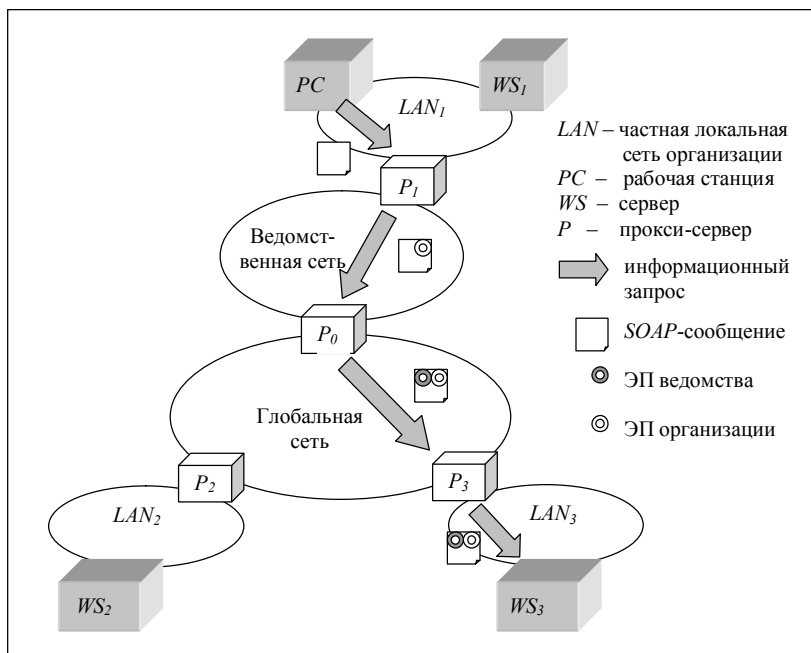 PC
WS1
LAN1
P1
Ведомст-
венная сеть
P0
Глобальная
сеть
P2
P3
LAN2
LAN3
WS2
WS3
LAN – частная локальная
сеть организации
PC – рабочая станция
WS – сервер
P – прокси-сервер
информационный
запрос
SOAP-сообщение
ЭП ведомства
ЭП организации